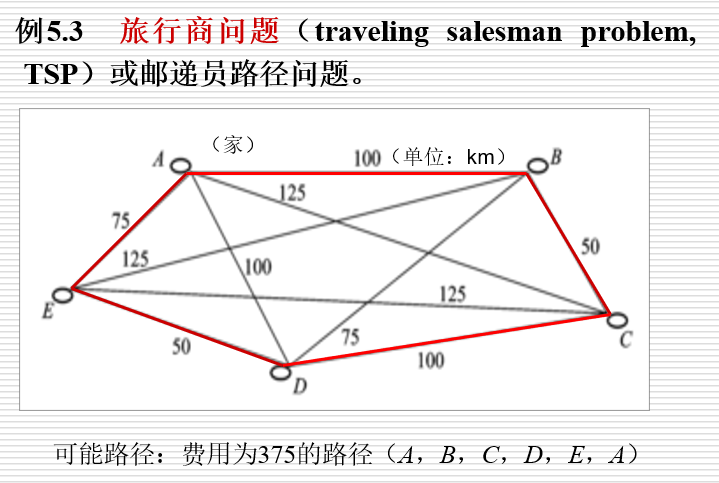 例5.3 旅行商问题（traveling salesman problem,
TSP）或邮递员路径问题。
（家）
A
100（单位：km）
B
125
75
50
125
100
125
E
75
C
50
100
D
可能路径：费用为375的路径（A，B，C，D，E，A）